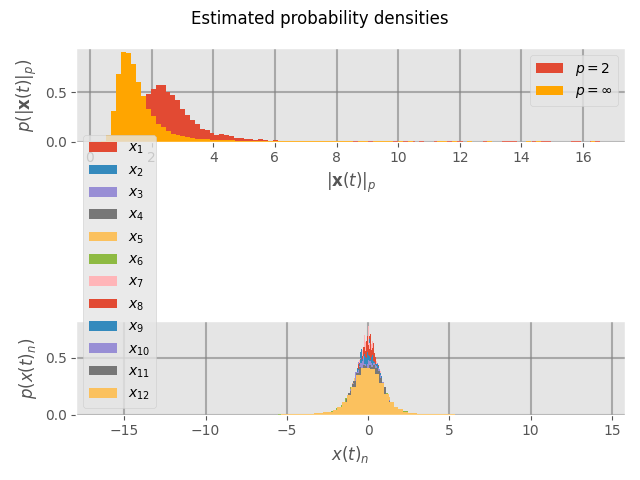 Estimated probability densities
p(|x(t)|ₚ)
0.5
0.0
p = 2
p = ∞
0 2 4 6 8 10 12 14 16
|x(t)|ₚ
x₁
x₂
x₃
x₄
x₅
x₆
x₇
x₈
x₉
x₁₀
x₁₁
x₁₂
p(x(t)ₙ)
0.5
0.0
−15 −10 −5 0 5 10 15
x(t)ₙ